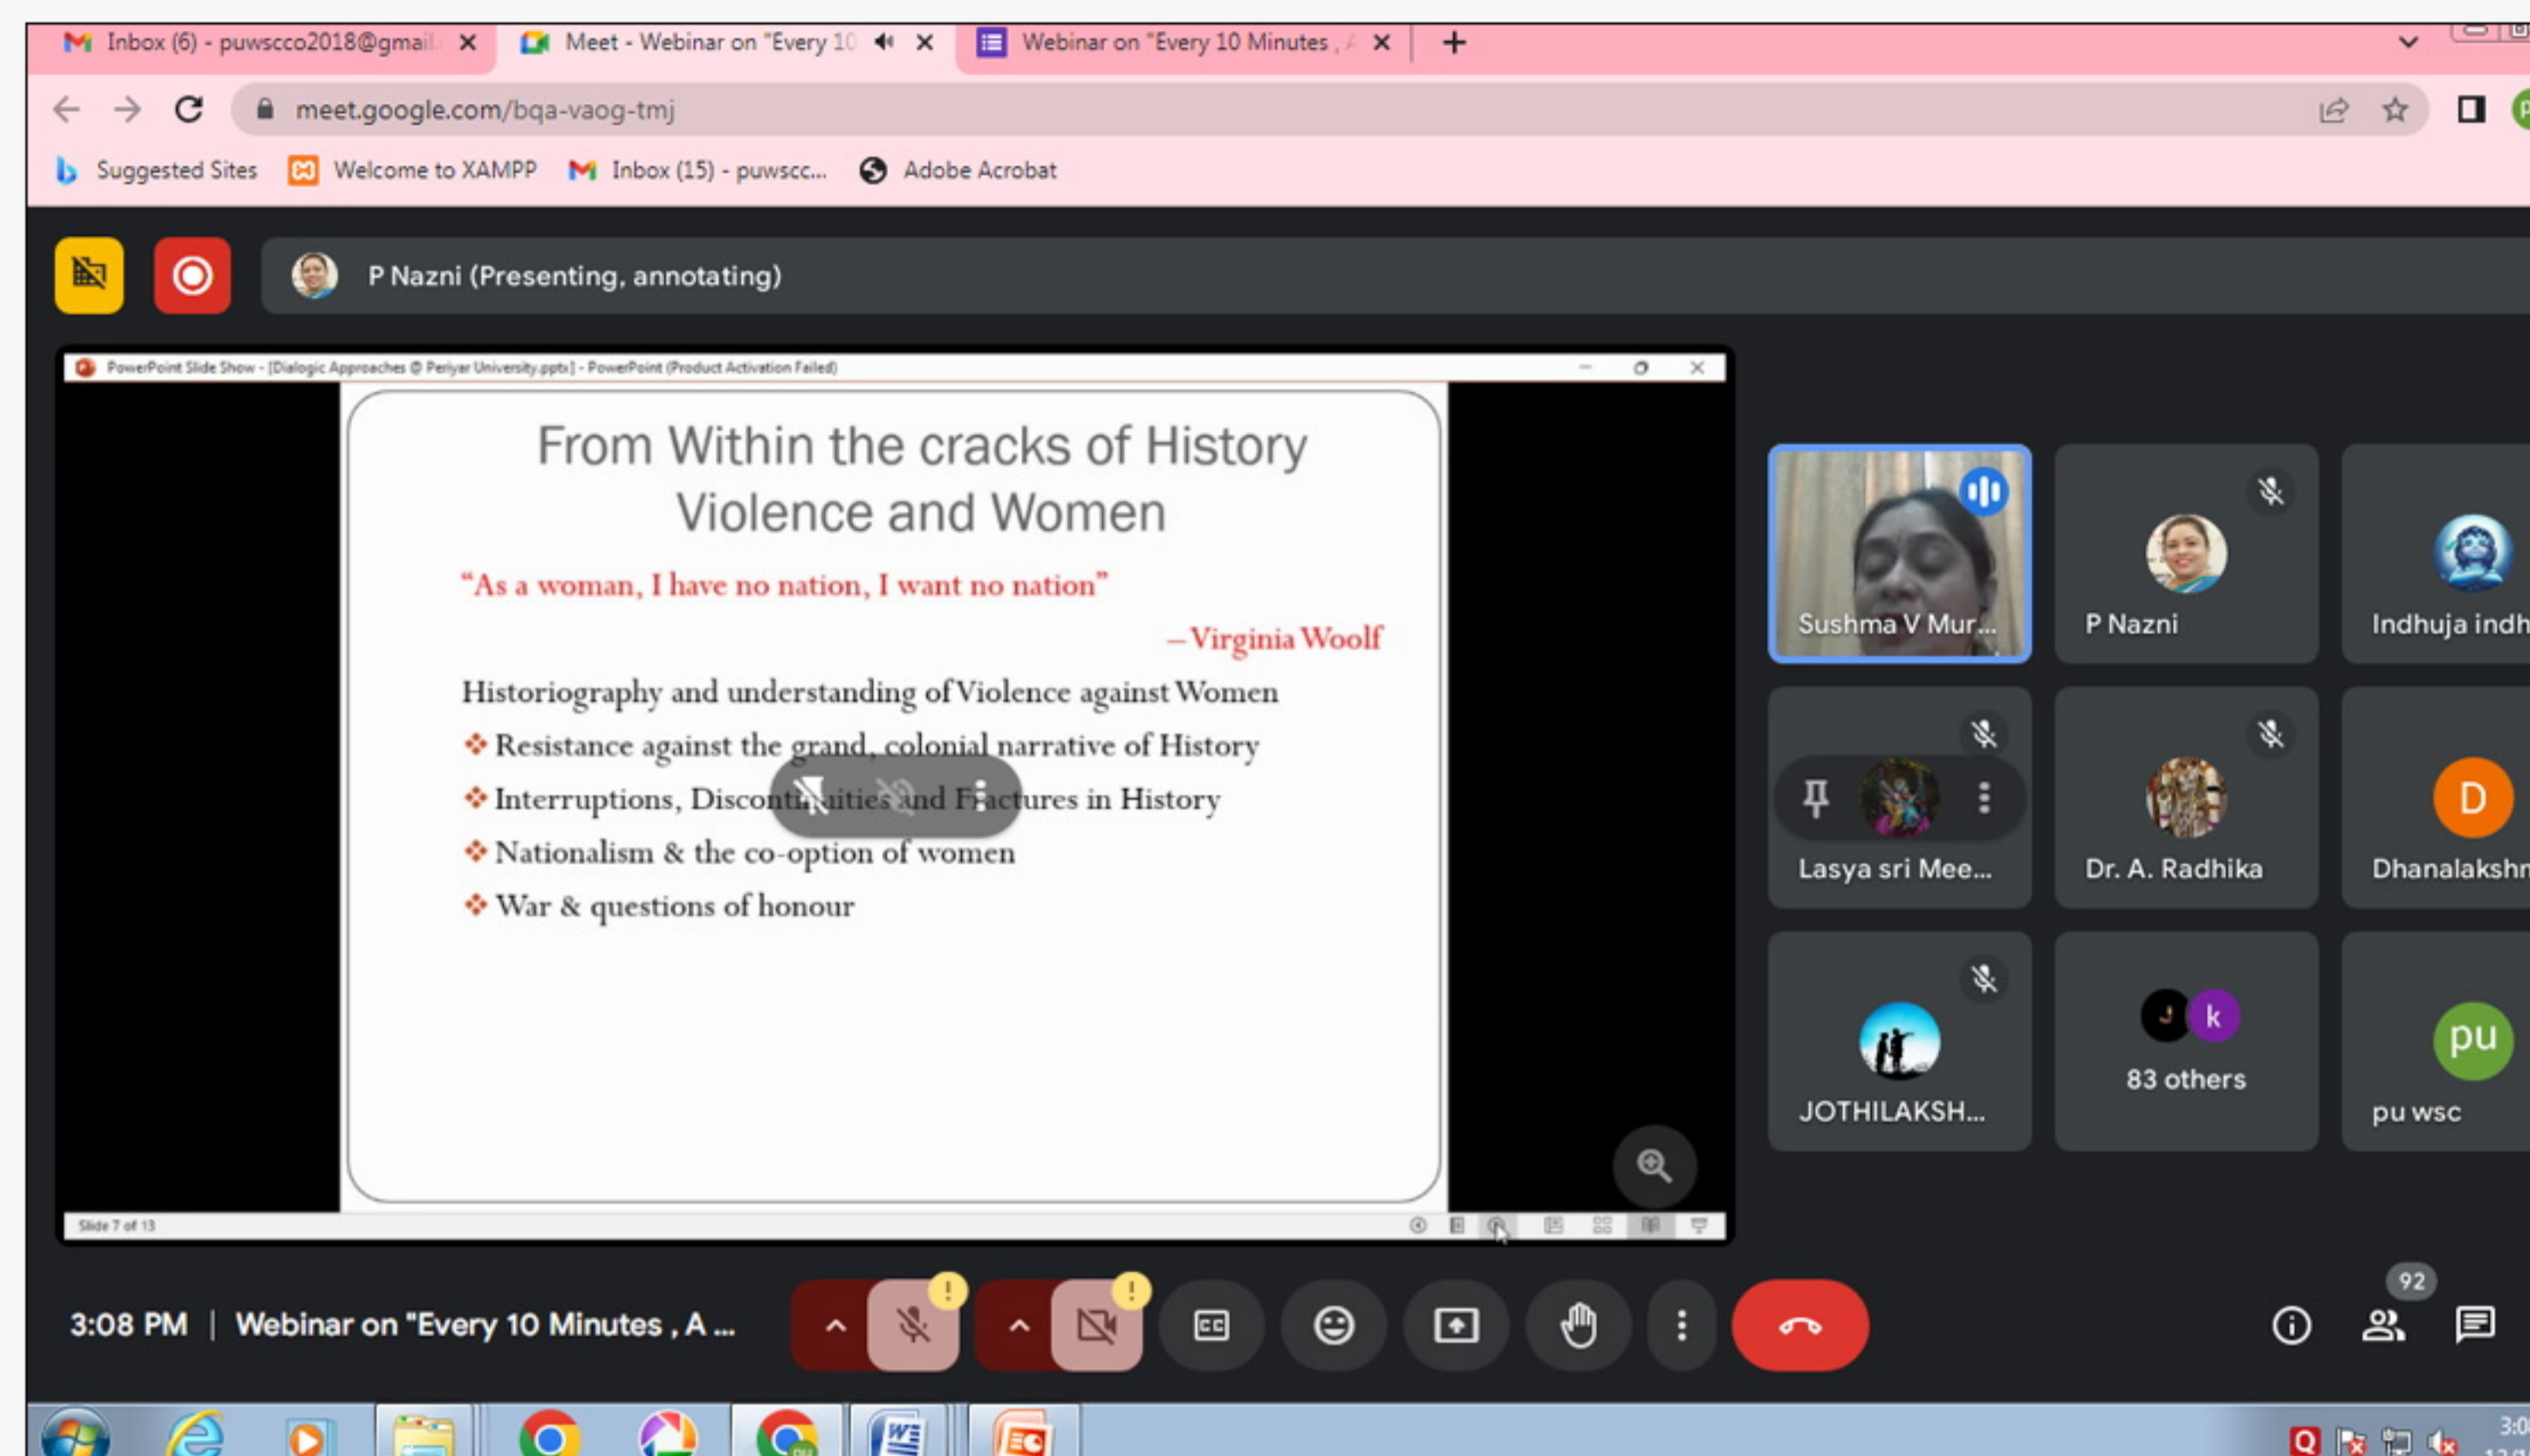 Inbox (6) - puwscco2018@gmail.
Meet - Webinar on "Every 10
Webinar on "Every 10 Minutes , A
meet.google.com/bqa-vaog-tmj
Suggested Sites
Welcome to XAMPP
Inbox (15) - puwscc...
Adobe Acrobat
P Nazni (Presenting, annotating)
PowerPoint Slide Show - [Dialogic Approaches @ Periyar University.pptx] - PowerPoint (Product Activation Failed)
From Within the cracks of History
Violence and Women
“As a woman, I have no nation, I want no nation”
– Virginia Woolf
Historiography and understanding of Violence against Women
❖ Resistance against the grand, colonial narrative of History
❖ Interruptions, Discontinuities and Fractures in History
❖ Nationalism & the co-option of women
❖ War & questions of honour
Slide 7 of 13
Sushma V Mur...
P Nazni
Indhuja indh
Lasya sri Mee...
Dr. A. Radhika
D
Dhanalakshm
JOTHILAKSH...
k
83 others
pu
pu wsc
3:08 PM | Webinar on "Every 10 Minutes , A ...
CC
92
3:08